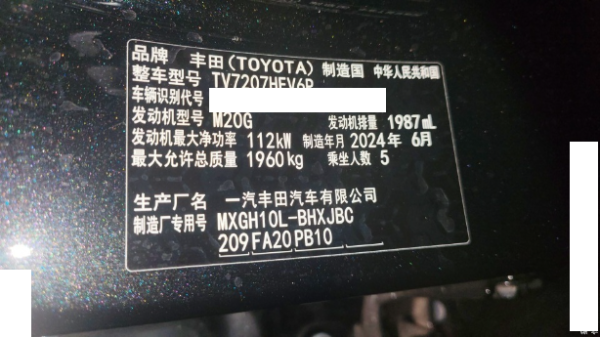 品牌 丰田(TOYOTA) 制造国 中华人民共和国
整车型号 TV7207HEV6P
车辆识别代号
发动机型号 M20G 发动机排量 1987mL
发动机最大净功率 112kW 制造年月 2024年 6月
最大允许总质量 1960kg 乘坐人数 5
生产厂名 一汽丰田汽车有限公司
制造厂专用号 MXGH10L-BHXJBC
209FA20PB10